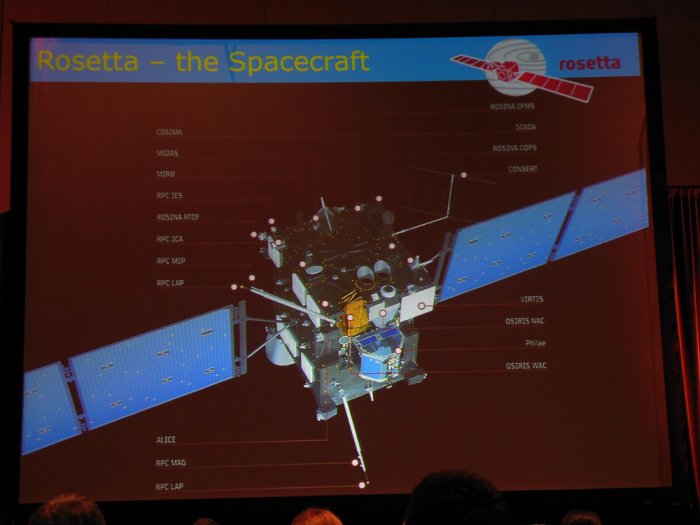 Rosetta – the Spacecraft
rosetta
ROSINA DFMS
COSIMA
GIADA
MIDAS
ROSINA COPS
MIRO
CONSERT
RPC IES
ROSINA RTOF
RPC ICA
RPC MIP
RPC LAP
VIRTIS
OSIRIS NAC
Philae
OSIRIS WAC
ALICE
RPC MAG
RPC LAP